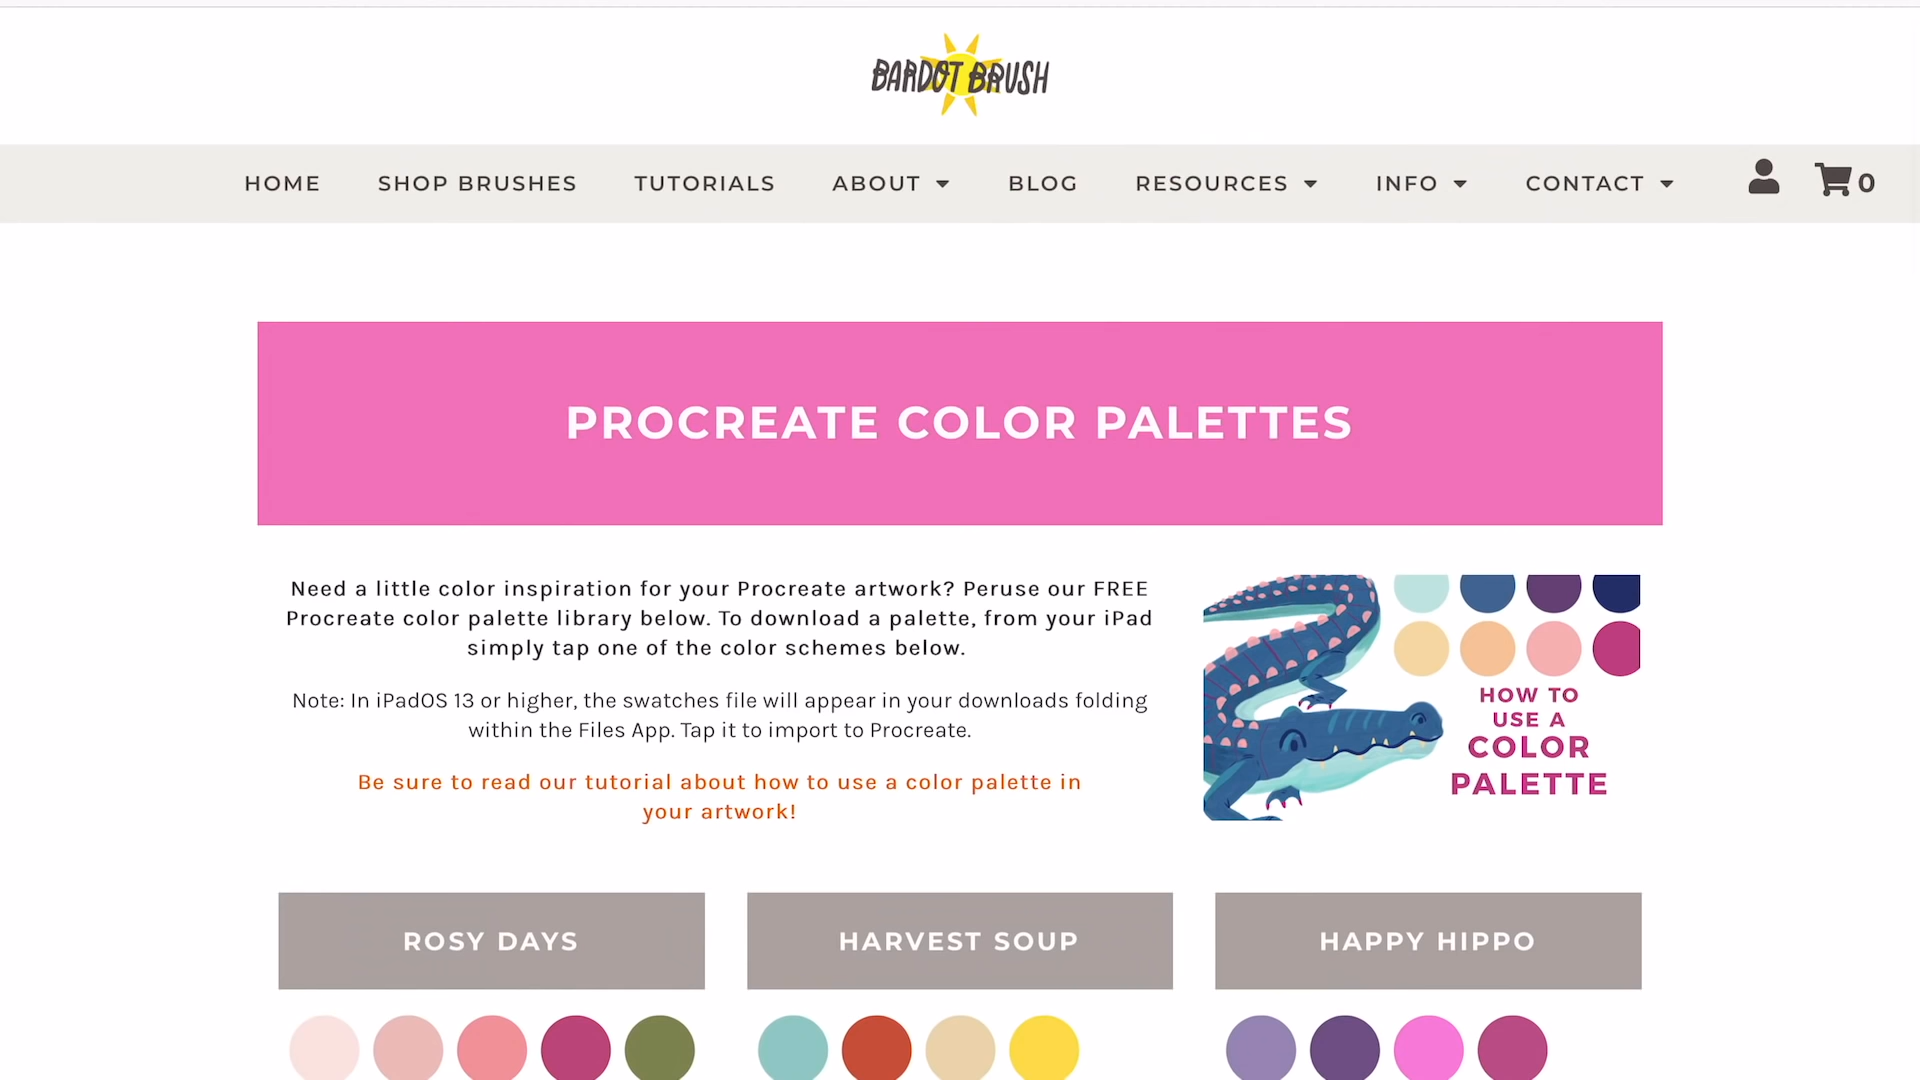 BARDOT BRUSH
HOME SHOP BRUSHES TUTORIALS ABOUT BLOG RESOURCES INFO CONTACT 0
PROCREATE COLOR PALETTES
Need a little color inspiration for your Procreate artwork? Peruse our FREE
Procreate color palette library below. To download a palette, from your iPad
simply tap one of the color schemes below.
Note: In iPadOS 13 or higher, the swatches file will appear in your downloads folding
within the Files App. Tap it to import to Procreate.
Be sure to read our tutorial about how to use a color palette in
your artwork!
HOW TO
USE A
COLOR
PALETTE
ROSY DAYS
HARVEST SOUP
HAPPY HIPPO